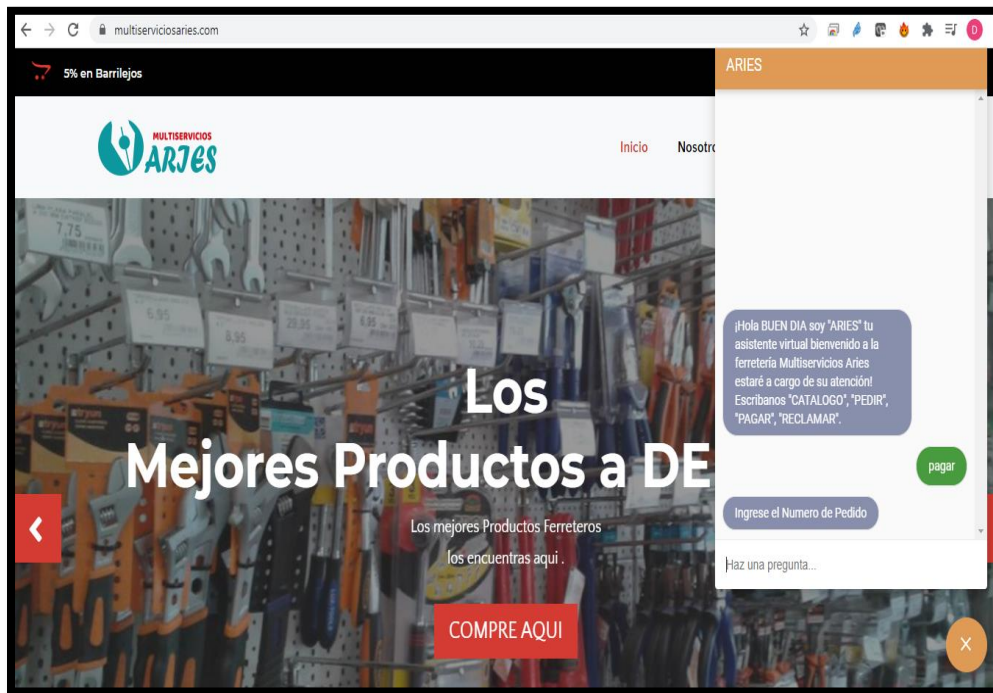 multiserviciosaries.com
D
5% en Barrilejos
ARIES
MULTISERVICIOS
ARIES
Inicio
Nosotro
7,75
6,95
8,95
29,95
6,95
¡Hola BUEN DIA soy "ARIES" tu
asistente virtual bienvenido a la
ferretería Multiservicios Aries
estaré a cargo de su atención!
Escribanos "CATALOGO", "PEDIR",
"PAGAR", "RECLAMAR".
pagar
Ingrese el Numero de Pedido
Haz una pregunta...
Los
Mejores Productos a DE
Los mejores Productos Ferreteros
los encuentras aqui .
COMPRE AQUI
X